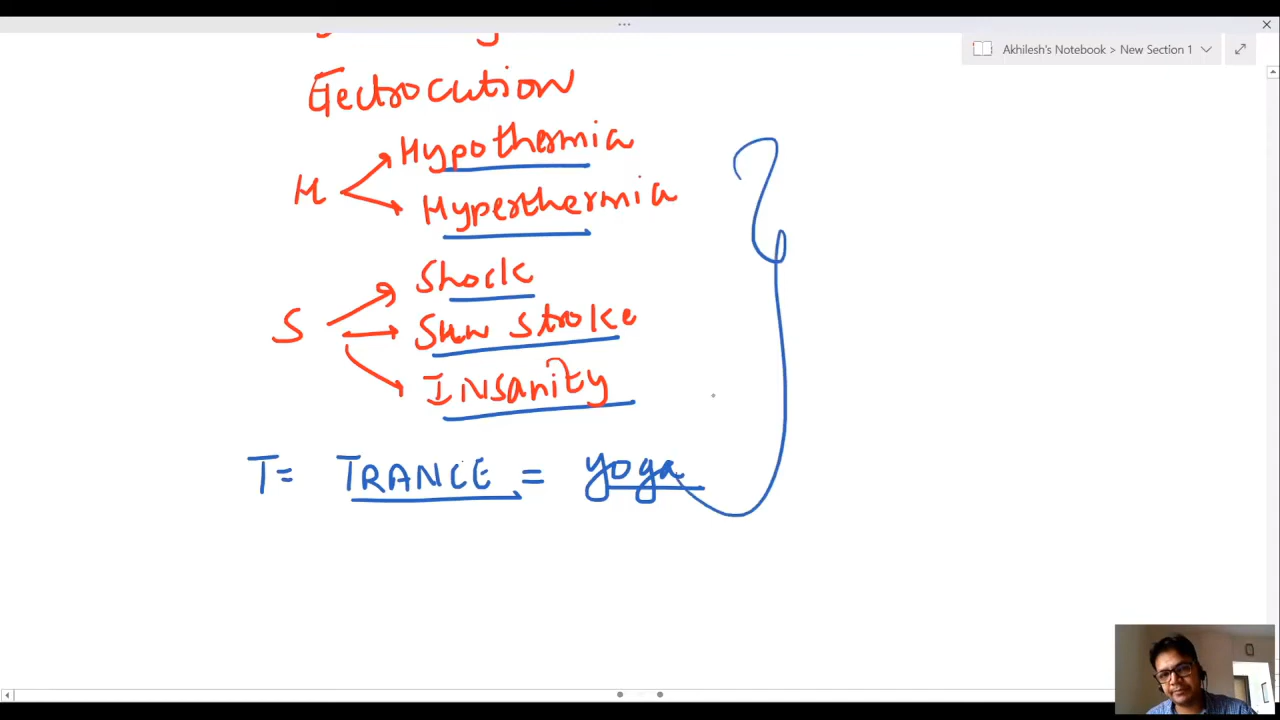 Akhilesh's Notebook > New Section 1
Electrocution
Hypothermia
H
Hyperthermia
Shock
S
Sun Stroke
INsanity
T= TRANCE = yoga